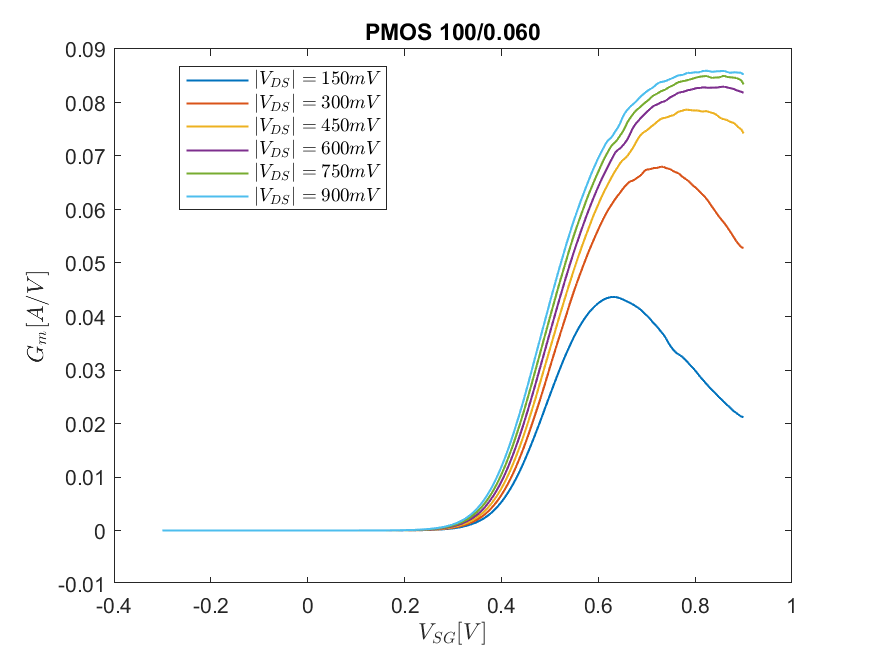 PMOS 100/0.060
|V_DS| = 150mV
|V_DS| = 300mV
|V_DS| = 450mV
|V_DS| = 600mV
|V_DS| = 750mV
|V_DS| = 900mV
0.09
0.08
0.07
0.06
0.05
0.04
0.03
0.02
0.01
0
-0.01
G_m[A/V]
-0.4 -0.2 0 0.2 0.4 0.6 0.8 1
V_SG[V]